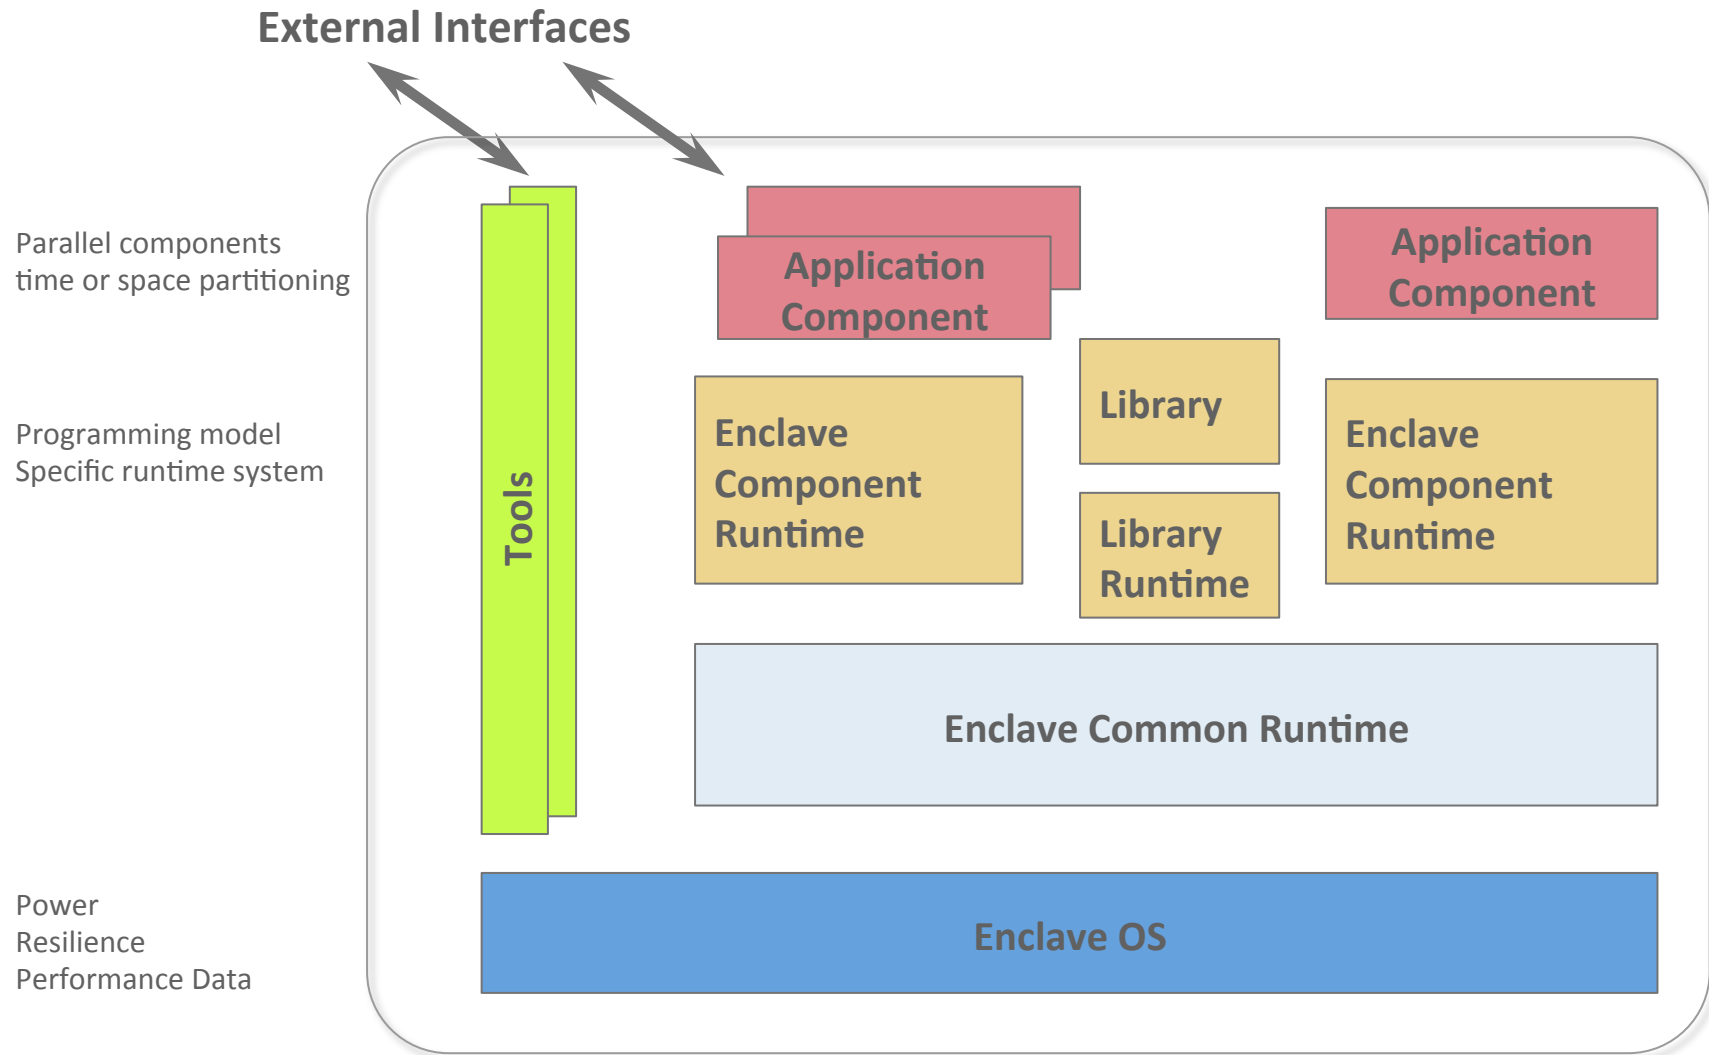 External Interfaces
Parallel components
time or space partitioning
Application
Component
Application
Component
Programming model
Specific runtime system
Tools
Enclave
Component
Runtime
Library
Library
Runtime
Enclave
Component
Runtime
Enclave Common Runtime
Power
Resilience
Performance Data
Enclave OS